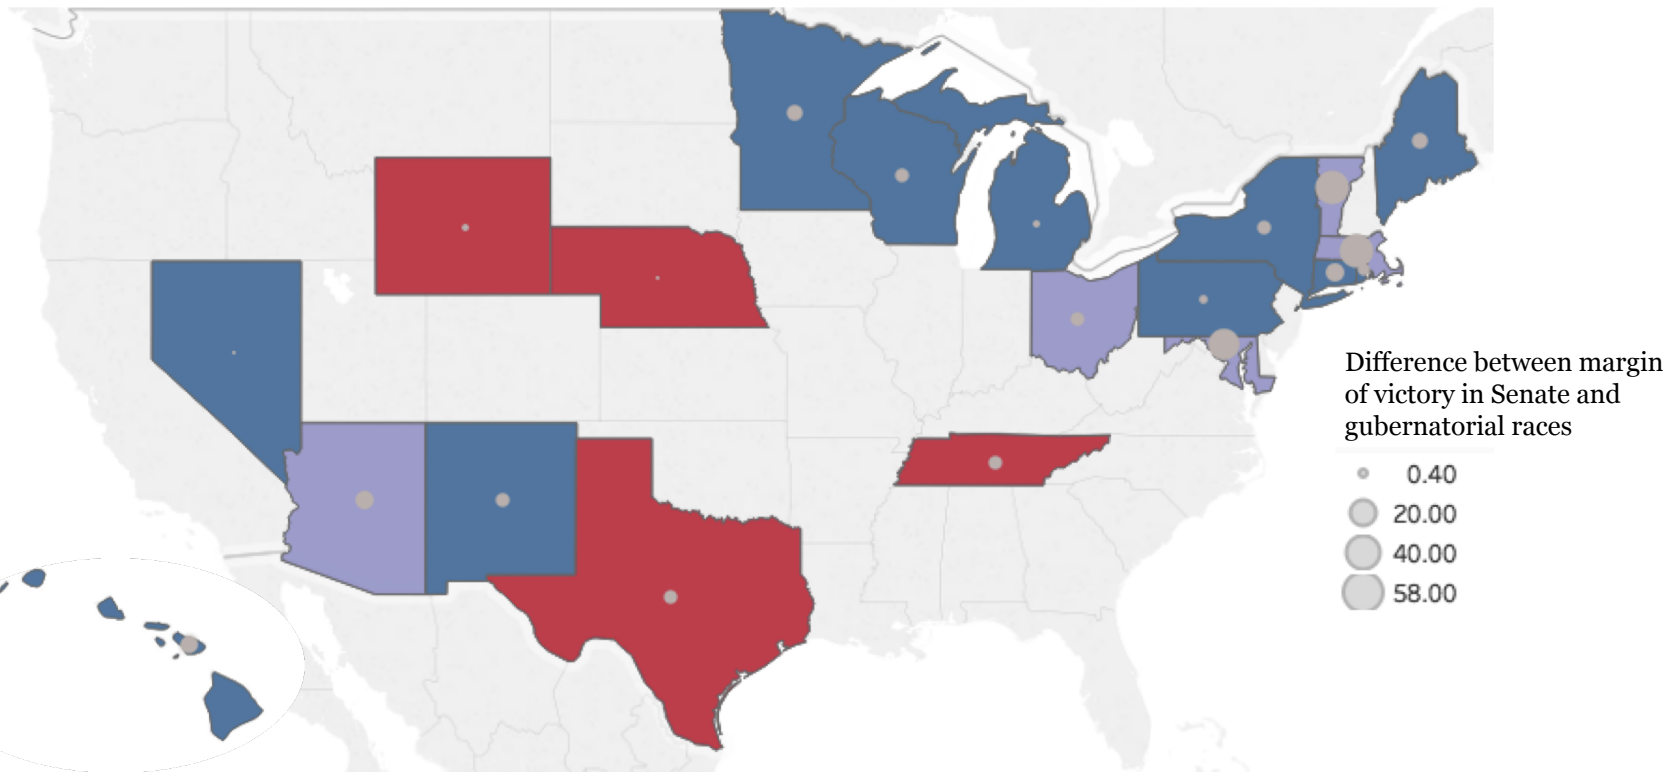 Difference between margin
of victory in Senate and
gubernatorial races
0.40
20.00
40.00
58.00